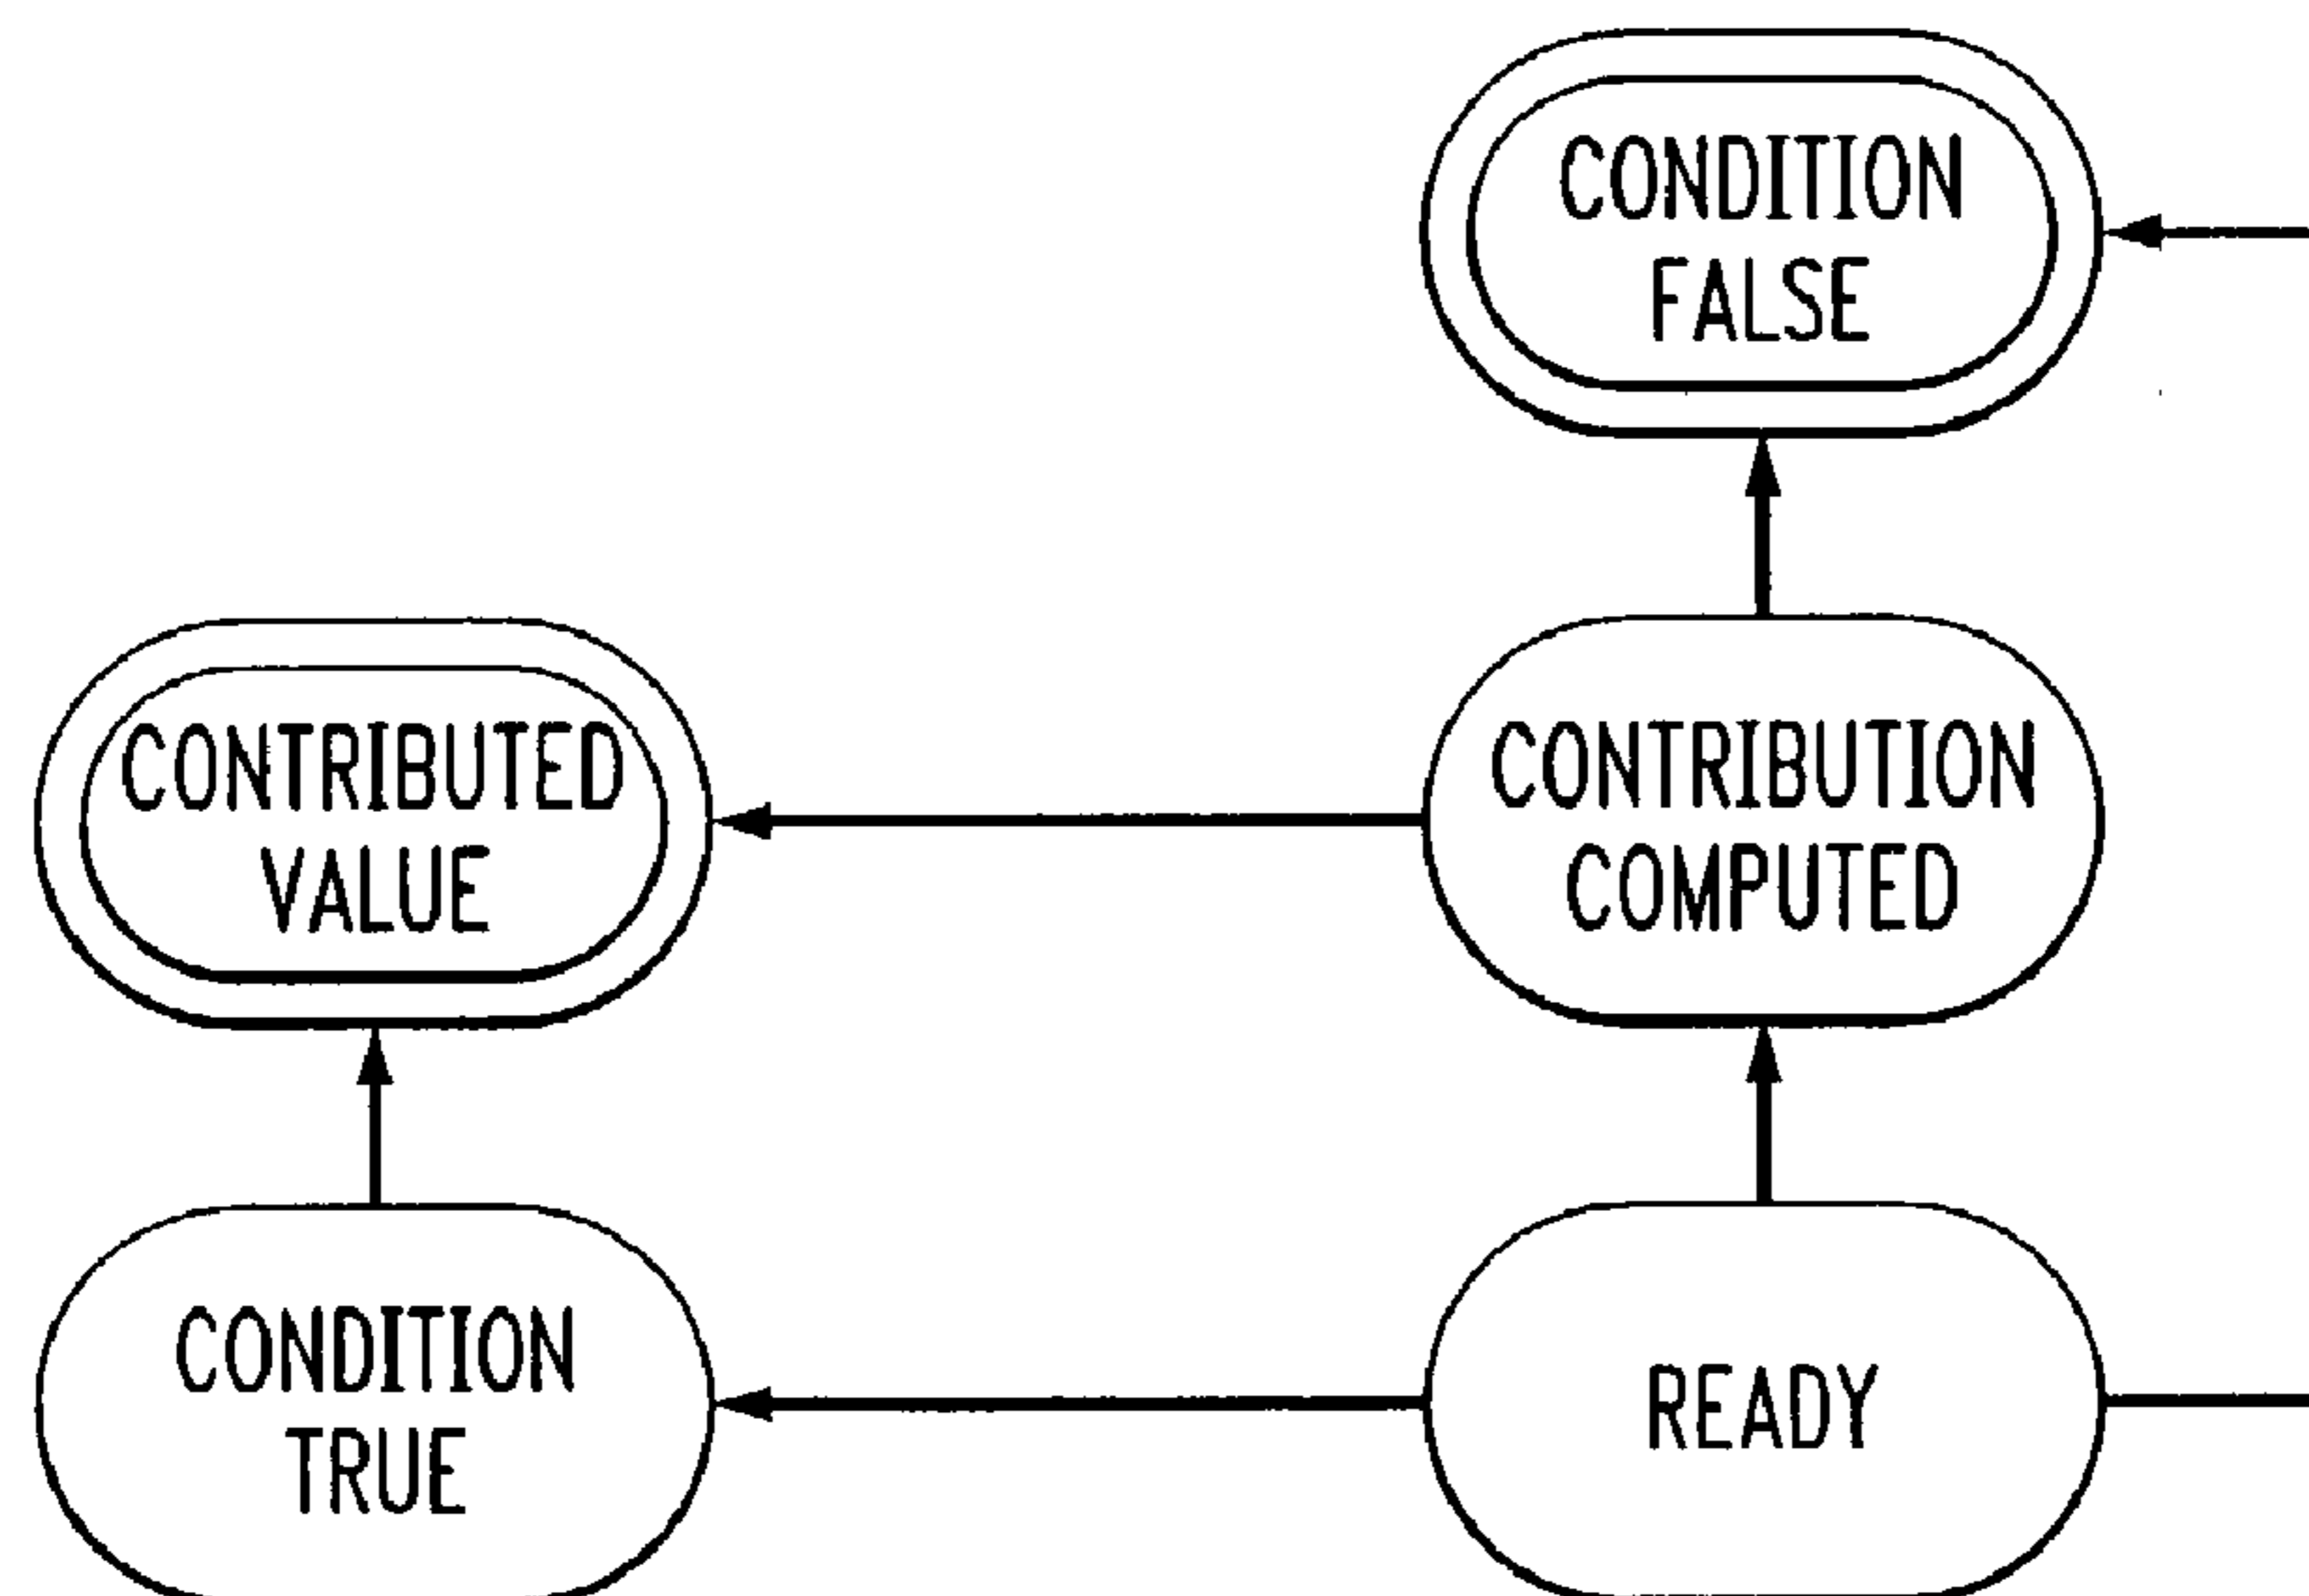 CONDITION
FALSE
CONTRIBUTED
VALUE
CONTRIBUTION
COMPUTED
CONDITION
TRUE
READY